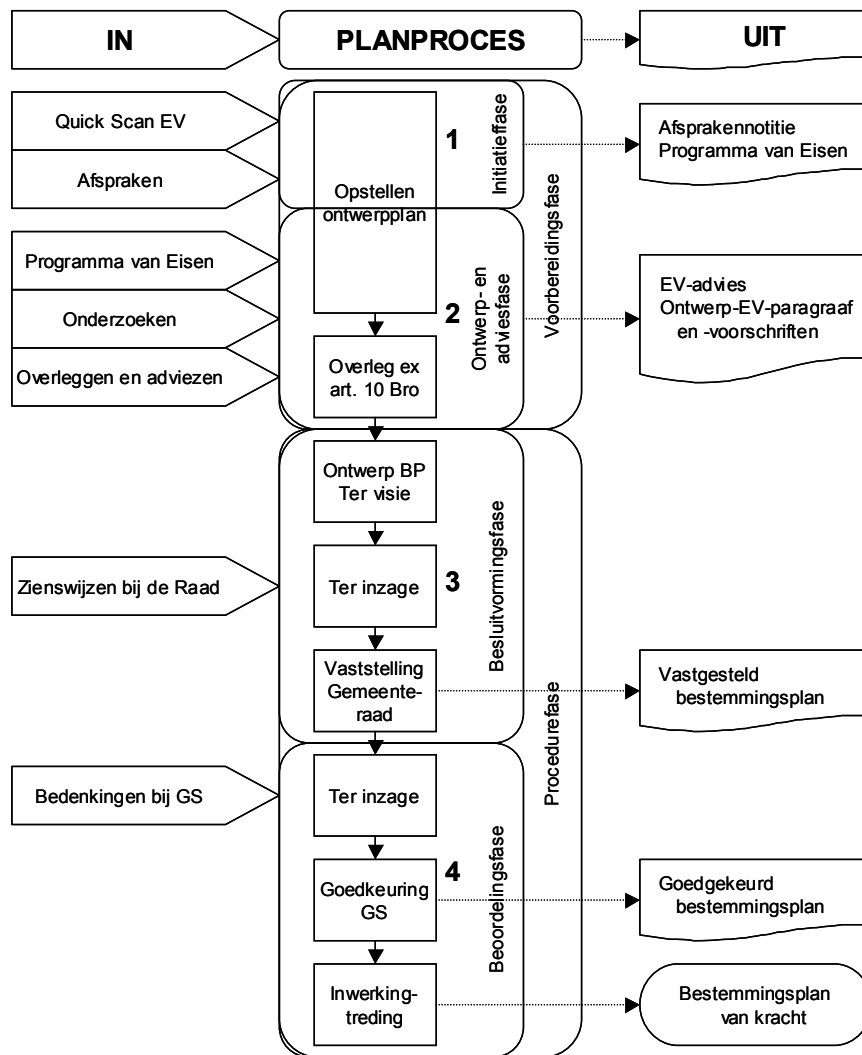 IN
PLANPROCES
UIT
Quick Scan EV
Afspraken
Opstellen
ontwerpplan
1
Initiatieffase
Afsprakennotitie
Programma van Eisen
Voorbereidingsfase
Programma van Eisen
Onderzoeken
Overleggen en adviezen
2
Ontwerp- en
adviesfase
Overleg ex
art. 10 Bro
EV-advies
Ontwerp-EV-paragraaf
en -voorschriften
Ontwerp BP
Ter visie
Zienswijzen bij de Raad
Ter inzage
3
Besluitvormingsfase
Vaststelling
Gemeente-
raad
Vastgesteld
bestemmingsplan
Procedurefase
Bedenkingen bij GS
Ter inzage
4
Beoordelingsfase
Goedkeuring
GS
Goedgekeurd
bestemmingsplan
Inwerking-
treding
Bestemmingsplan
van kracht